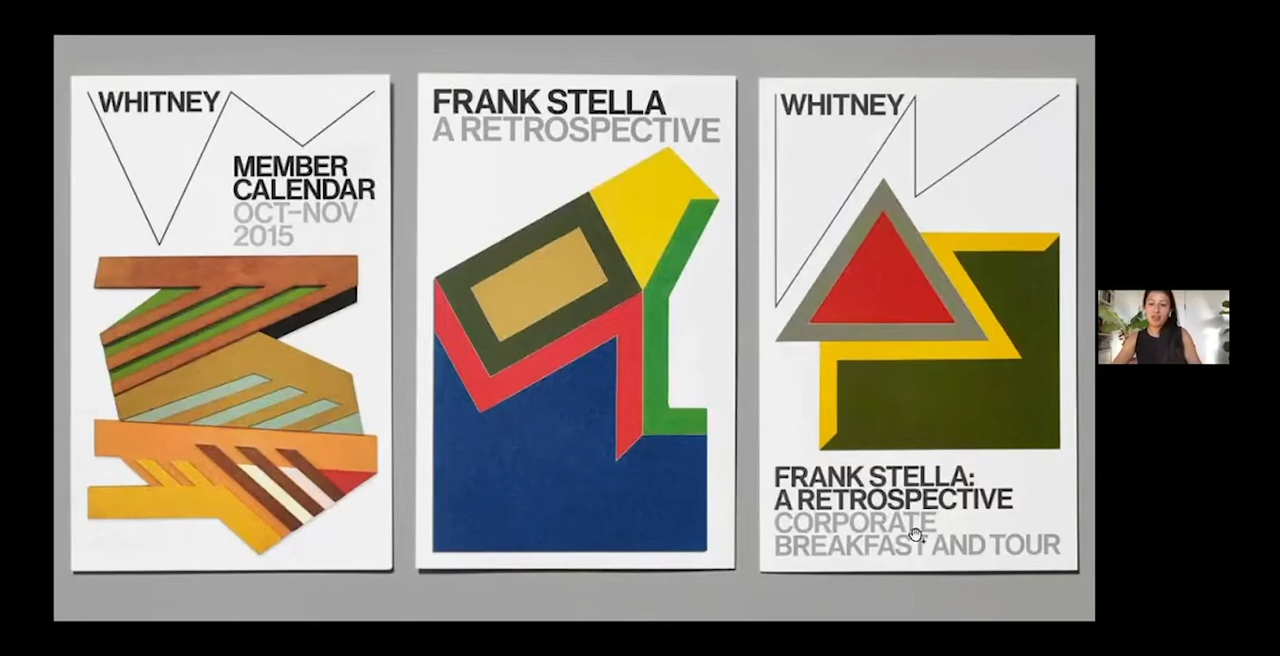 WHITNEY
MEMBER
CALENDAR
OCT–NOV
2015
FRANK STELLA
A RETROSPECTIVE
WHITNEY
FRANK STELLA:
A RETROSPECTIVE
CORPORATE
BREAKFAST AND TOUR